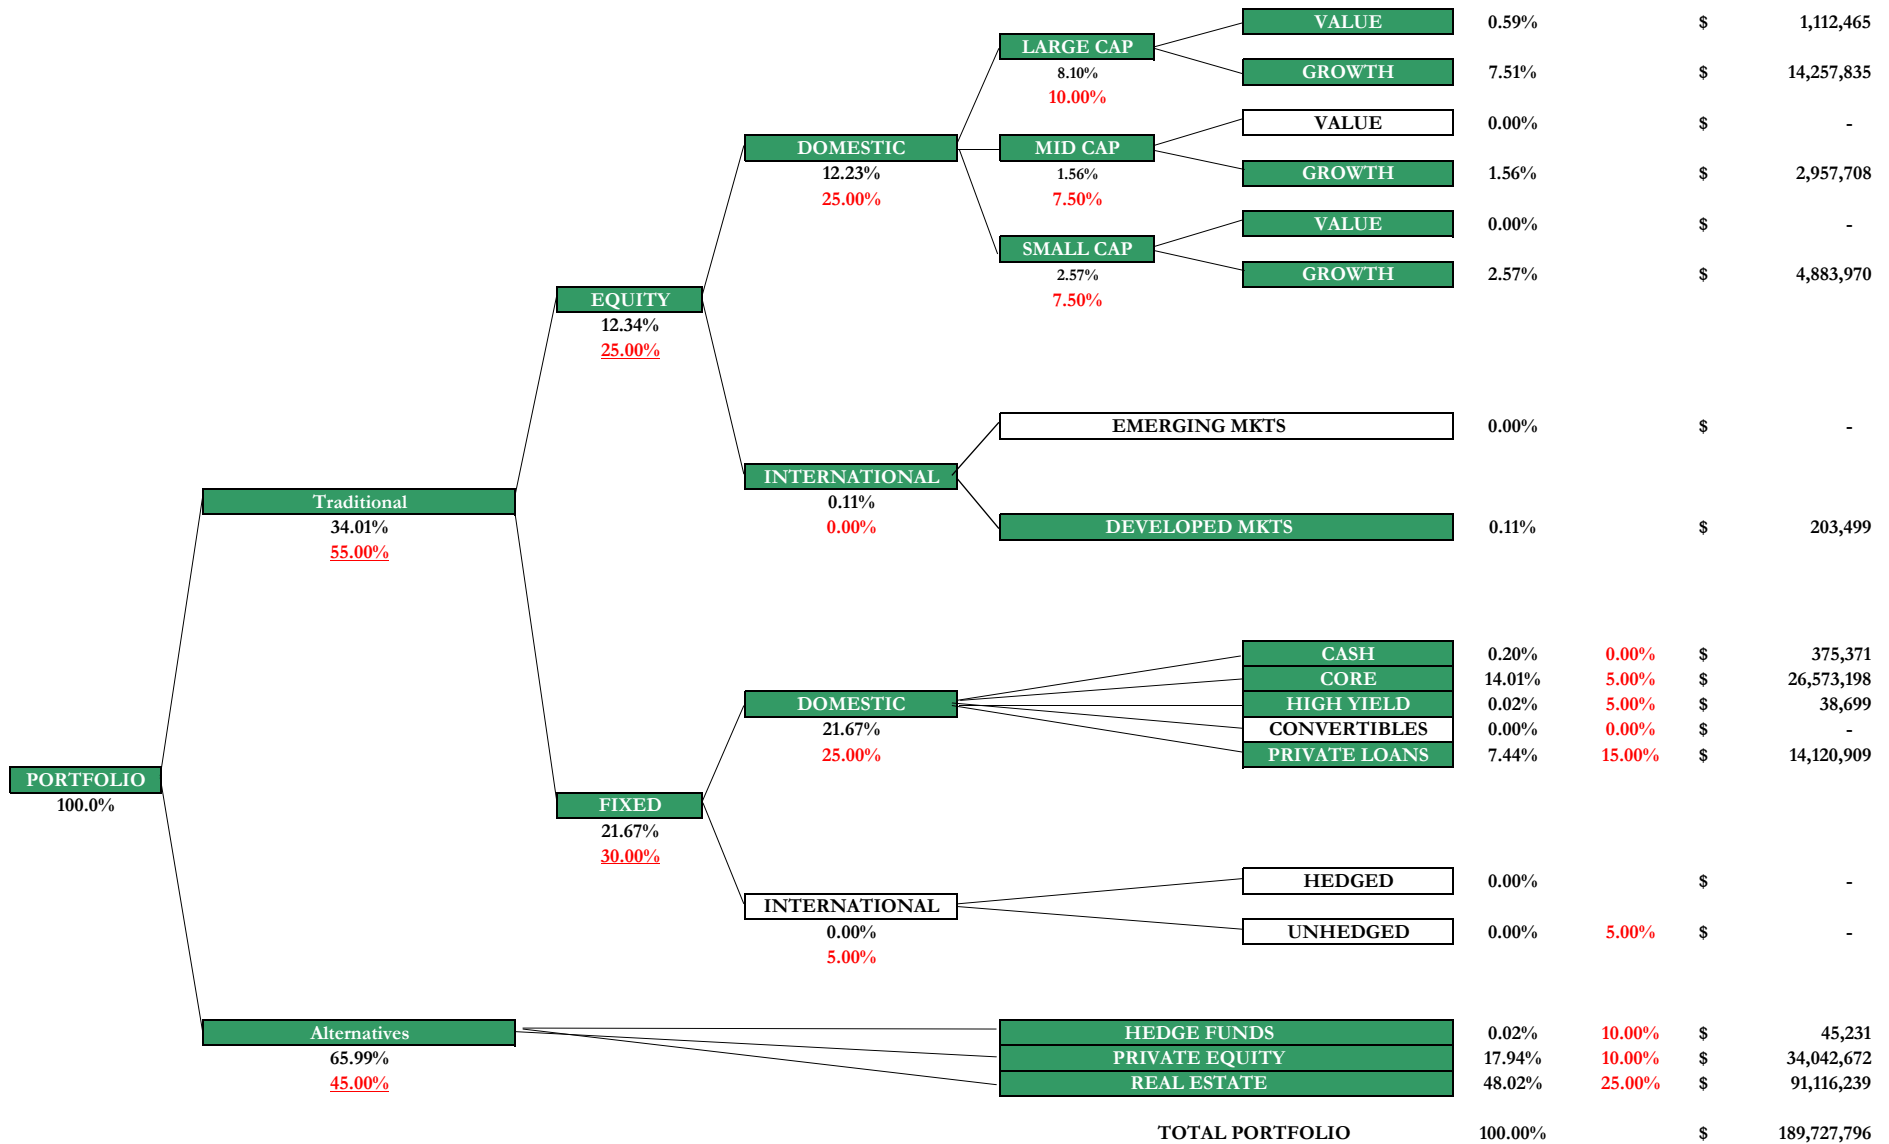 VALUE 0.59% $ 1,112,465
LARGE CAP
8.10% GROWTH 7.51% $ 14,257,835
10.00%
VALUE 0.00% $ -
DOMESTIC MID CAP
12.23% 1.56% GROWTH 1.56% $ 2,957,708
25.00% 7.50%
VALUE 0.00% $ -
SMALL CAP
2.57% GROWTH 2.57% $ 4,883,970
EQUITY 7.50%
12.34%
25.00%
EMERGING MKTS 0.00% $ -
INTERNATIONAL
Traditional 0.11%
34.01% 0.00% DEVELOPED MKTS 0.11% $ 203,499
55.00%
CASH 0.20% 0.00% $ 375,371
CORE 14.01% 5.00% $ 26,573,198
DOMESTIC HIGH YIELD 0.02% 5.00% $ 38,699
21.67% CONVERTIBLES 0.00% 0.00% $ -
25.00% PRIVATE LOANS 7.44% 15.00% $ 14,120,909
PORTFOLIO
100.0% FIXED
21.67%
30.00%
HEDGED 0.00% $ -
INTERNATIONAL
0.00% UNHEDGED 0.00% 5.00% $ -
5.00%
Alternatives HEDGE FUNDS 0.02% 10.00% $ 45,231
65.99% PRIVATE EQUITY 17.94% 10.00% $ 34,042,672
45.00% REAL ESTATE 48.02% 25.00% $ 91,116,239
TOTAL PORTFOLIO 100.00% $ 189,727,796